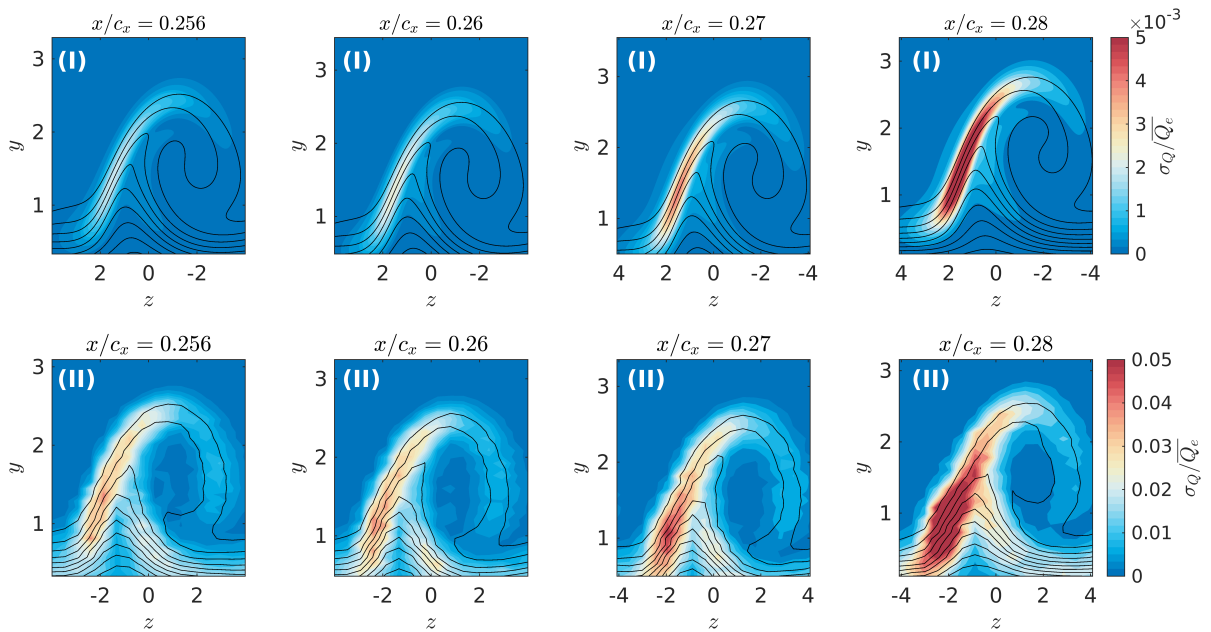 x/c_x = 0.256
x/c_x = 0.26
x/c_x = 0.27
x/c_x = 0.28
×10⁻³
(I)
(I)
(I)
(I)
y
3
2
1
2 0 -2
z
y
3
2
1
2 0 -2
z
y
3
2
1
4 2 0 -2 -4
z
y
3
2
1
4 2 0 -2 -4
z
5
4
3
2
1
0
σ_Q/\overline{Q_e}
x/c_x = 0.256
x/c_x = 0.26
x/c_x = 0.27
x/c_x = 0.28
(II)
(II)
(II)
(II)
y
3
2
1
-2 0 2
z
y
3
2
1
-2 0 2
z
y
3
2
1
-4 -2 0 2 4
z
y
3
2
1
-4 -2 0 2 4
z
0.05
0.04
0.03
0.02
0.01
0
σ_Q/\overline{Q_e}